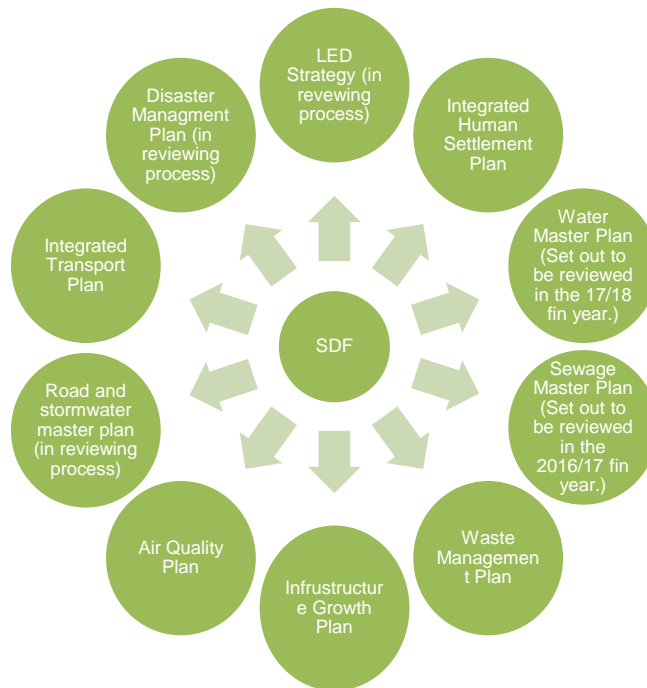 LED
Strategy (in
revewing
process)
Integrated
Human
Settlement
Plan
Water
Master Plan
(Set out to
be reviewed
in the 17/18
fin year.)
Sewage
Master Plan
(Set out to
be reviewed
in the
2016/17 fin
year.)
Waste
Managemen
t Plan
Infrustructur
e Growth
Plan
Air Quality
Plan
Road and
stormwater
master plan
(in reviewing
process)
Integrated
Transport
Plan
Disaster
Managment
Plan (in
reviewing
process)
SDF